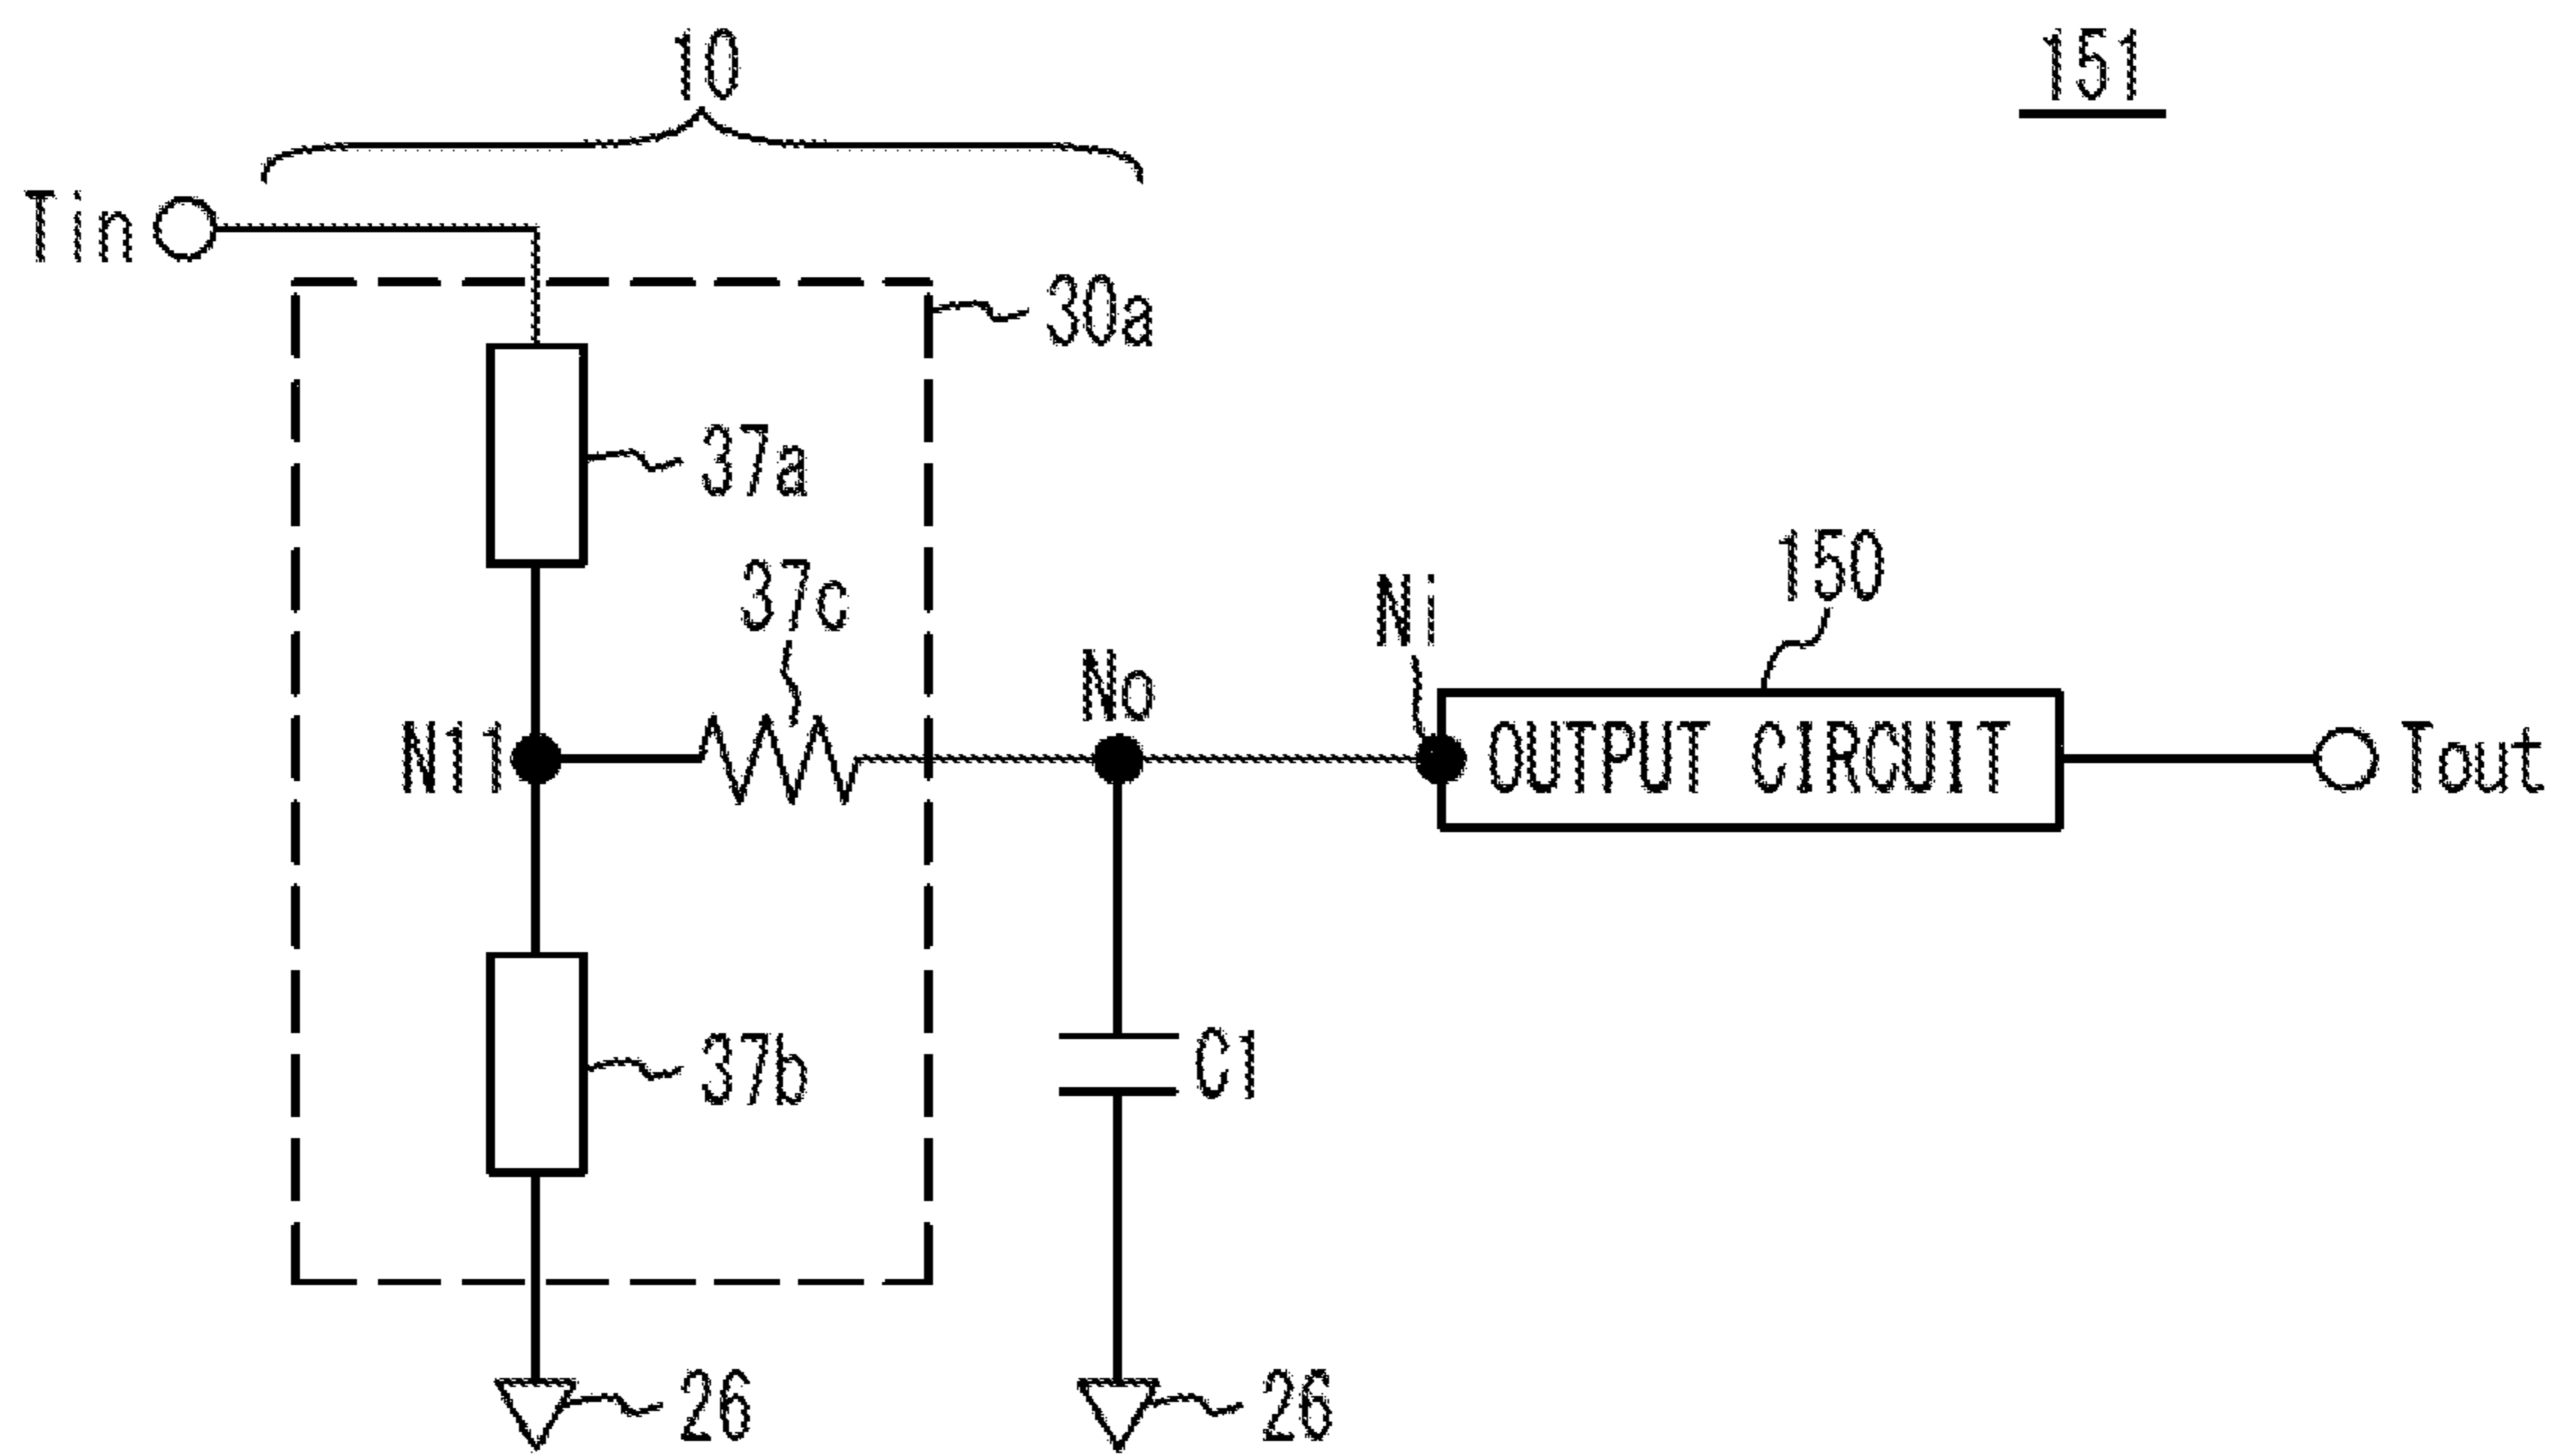 10
151
Tin
30a
37a
37c
150
Ni
No
N11
OUTPUT CIRCUIT
Tout
37b
C1
26
26